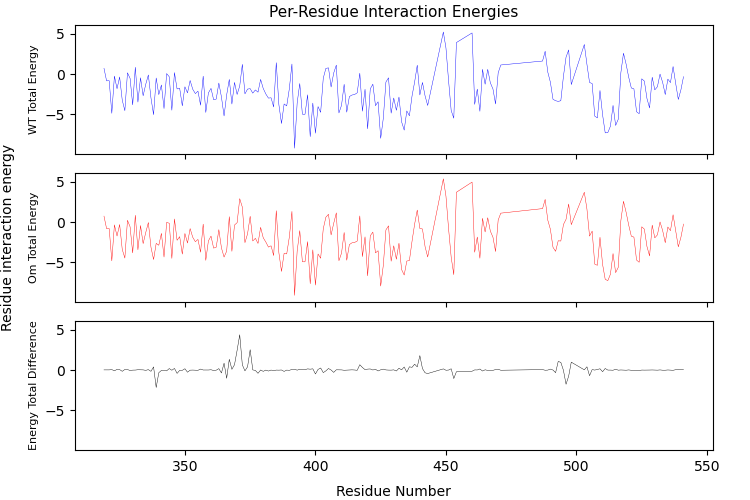 Per-Residue Interaction Energies
Residue interaction energy
WT Total Energy
5
0
−5
Om Total Energy
5
0
−5
Energy Total Difference
5
0
−5
350
400
450
500
550
Residue Number